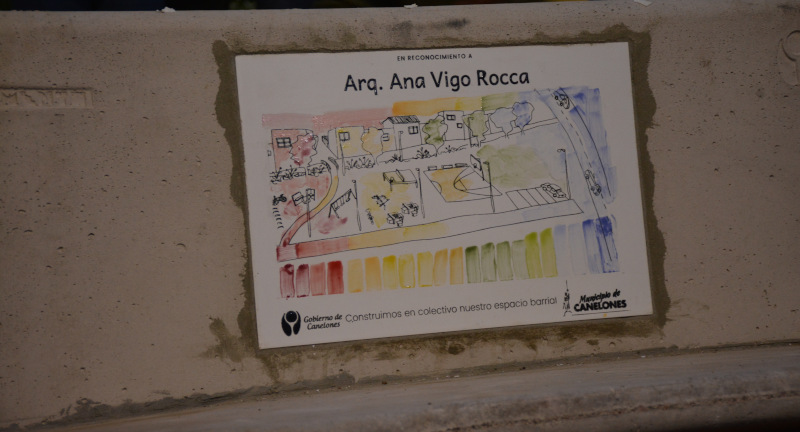 EN RECONOCIMIENTO A
Arq. Ana Vigo Rocca
Gobierno de
Canelones
Construimos en colectivo nuestro espacio barrial
Municipio de
CANELONES